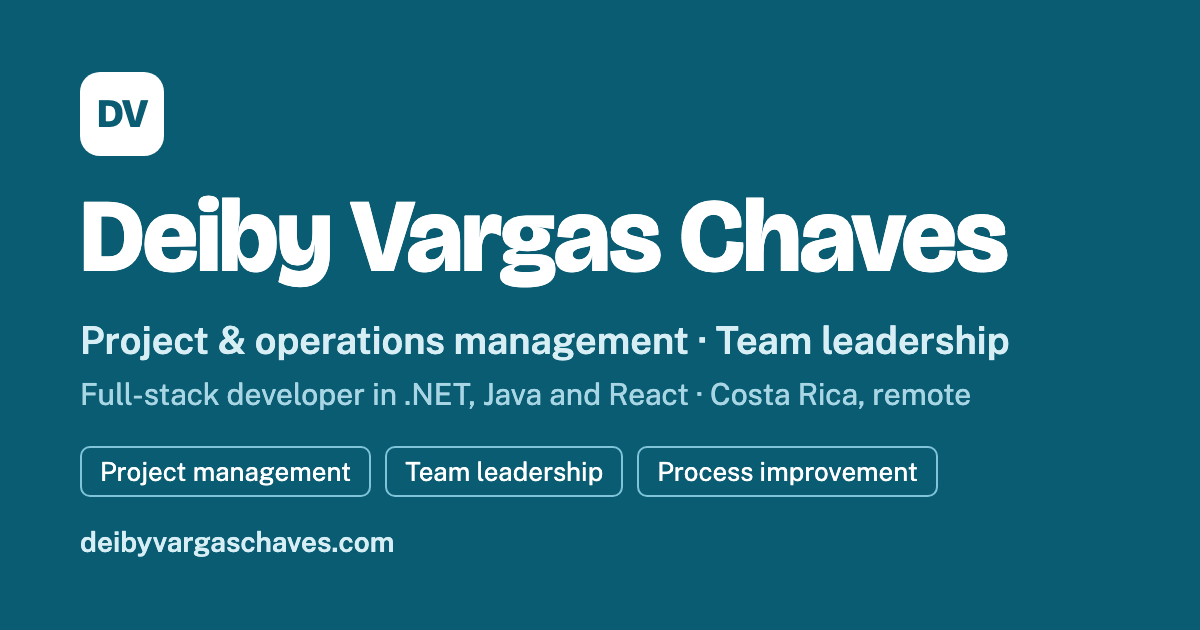 DV
Deiby Vargas Chaves
Project & operations management · Team leadership
Full-stack developer in .NET, Java and React · Costa Rica, remote
Project management
Team leadership
Process improvement
deibyvargaschaves.com